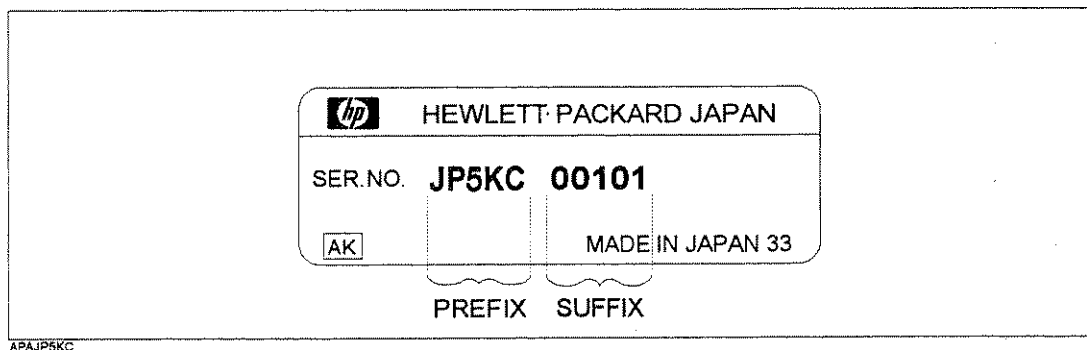 hp HEWLETT PACKARD JAPAN
SER.NO. JP5KC 00101
AK MADE IN JAPAN 33
PREFIX SUFFIX
APAJP5KC